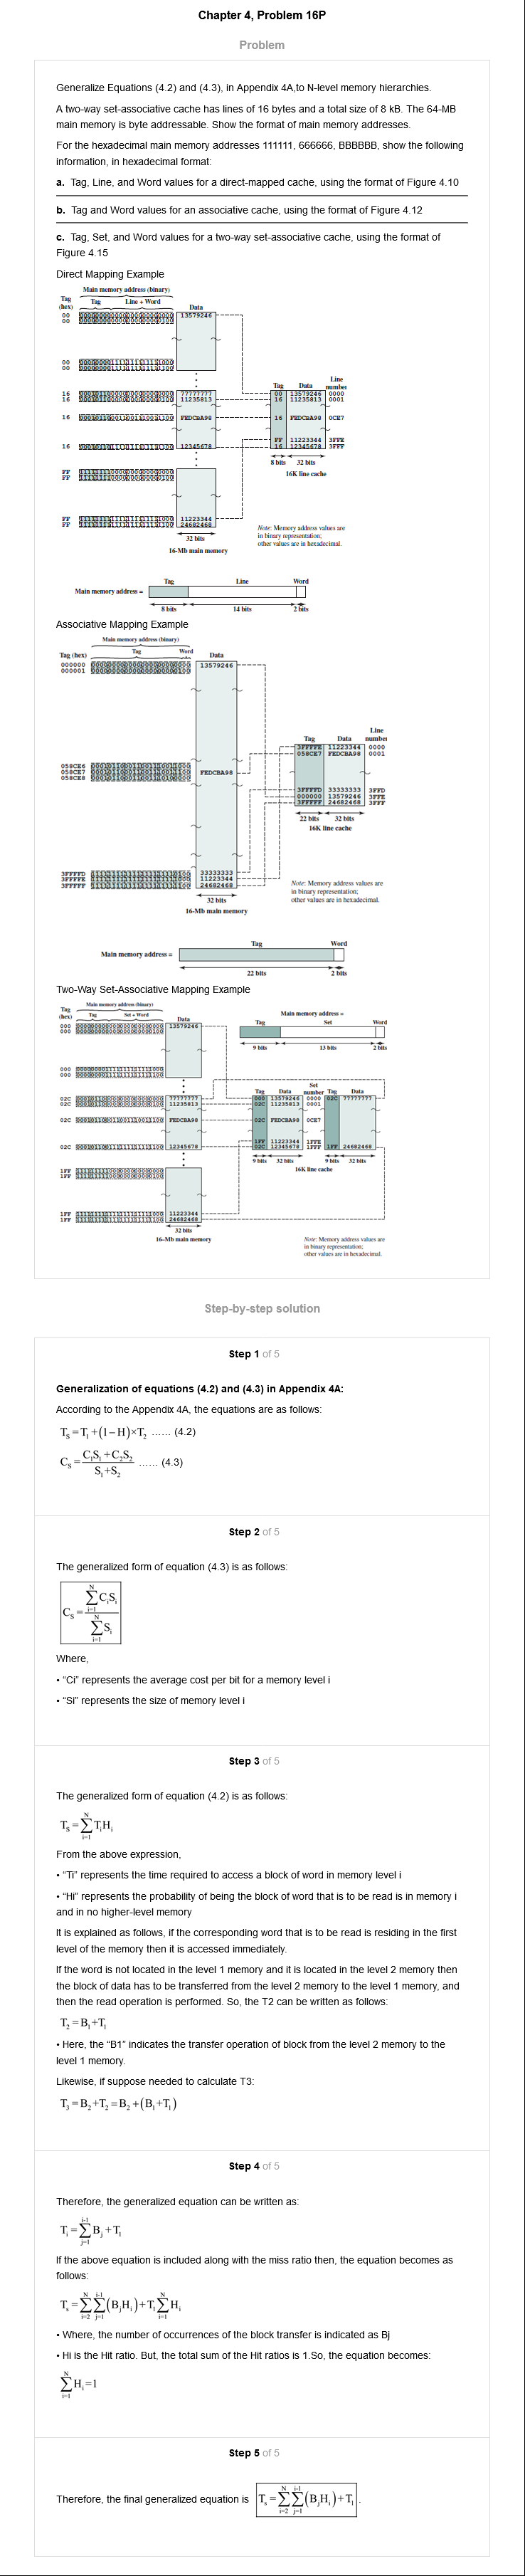 Chapter 4, Problem 16P
Problem
Generalize Equations (4.2) and (4.3), in Appendix 4A,to N-level memory hierarchies.
A two-way set-associative cache has lines of 16 bytes and a total size of 8 kB. The 64-MB
main memory is byte addressable. Show the format of main memory addresses.
For the hexadecimal main memory addresses 111111, 666666, BBBBBB, show the following
information, in hexadecimal format:
a. Tag, Line, and Word values for a direct-mapped cache, using the format of Figure 4.10
b. Tag and Word values for an associative cache, using the format of Figure 4.12
c. Tag, Set, and Word values for a two-way set-associative cache, using the format of
Figure 4.15
Direct Mapping Example
Main memory address (binary)
Tag (hex)
Tag Line + Word Data
00 13579246
00
00
00
Tag Data Line number
16 77777777 00 13579246 0000
16 11235813 16 11235813 0001
16 FEDCBA98 16 FEDCBA98 0CE7
FF 11223344 3FFE
16 12345678 16 12345678 3FFF
8 bits 32 bits
16K line cache
FF
FF
FF 11223344
FF 24682468
32 bits
16-Mb main memory
Note: Memory address values are
in binary representation;
other values are in hexadecimal.
Tag Line Word
Main memory address =
8 bits 14 bits 2 bits
Associative Mapping Example
Main memory address (binary)
Tag (hex) Tag Word Data
000000 13579246
000001
Tag Data Line number
3FFFFE 11223344 0000
058CE7 FEDCBA98 0001
058CE6
058CE7 FEDCBA98
058CE8
3FFFFD 33333333 3FFD
000000 13579246 3FFE
3FFFFF 24682468 3FFF
22 bits 32 bits
16K line cache
3FFFFD 33333333
3FFFFE 11223344
3FFFFF 24682468
32 bits
16-Mb main memory
Note: Memory address values are
in binary representation;
other values are in hexadecimal.
Tag Word
Main memory address =
22 bits 2 bits
Two-Way Set-Associative Mapping Example
Main memory address (binary)
Tag (hex)
Tag Set + Word Data
000 13579246
000
Main memory address =
Tag Set Word
9 bits 13 bits 2 bits
000
000
Tag Data Set number Tag Data
02C 77777777 000 13579246 0000 02C 77777777
02C 11235813 02C 11235813 0001
02C FEDCBA98 02C FEDCBA98 0CE7
1FF 11223344 1FFE
02C 12345678 02C 12345678 1FFF 1FF 24682468
9 bits 32 bits 9 bits 32 bits
16K line cache
1FF
1FF
1FF 11223344
1FF 24682468
32 bits
16-Mb main memory
Note: Memory address values are
in binary representation;
other values are in hexadecimal.
Step-by-step solution
Step 1 of 5
Generalization of equations (4.2) and (4.3) in Appendix 4A:
According to the Appendix 4A, the equations are as follows:
T_S = T_1 + (1−H)×T_2 ...... (4.2)
C_S = (C_1S_1 + C_2S_2) / (S_1+S_2) ...... (4.3)
Step 2 of 5
The generalized form of equation (4.3) is as follows:
C_S = ∑_{i=1}^{N} C_iS_i / ∑_{i=1}^{N} S_i
Where,
• “Ci” represents the average cost per bit for a memory level i
• “Si” represents the size of memory level i
Step 3 of 5
The generalized form of equation (4.2) is as follows:
T_S = ∑_{i=1}^{N} T_iH_i
From the above expression,
• “Ti” represents the time required to access a block of word in memory level i
• “Hi” represents the probability of being the block of word that is to be read is in memory i
and in no higher-level memory
It is explained as follows, if the corresponding word that is to be read is residing in the first
level of the memory then it is accessed immediately.
If the word is not located in the level 1 memory and it is located in the level 2 memory then
the block of data has to be transferred from the level 2 memory to the level 1 memory, and
then the read operation is performed. So, the T2 can be written as follows:
T_2 = B_1 + T_1
• Here, the “B1” indicates the transfer operation of block from the level 2 memory to the
level 1 memory.
Likewise, if suppose needed to calculate T3:
T_3 = B_2 + T_2 = B_2 + (B_1 + T_1)
Step 4 of 5
Therefore, the generalized equation can be written as:
T_i = ∑_{j=1}^{i-1} B_j + T_1
If the above equation is included along with the miss ratio then, the equation becomes as
follows:
T_s = ∑_{i=2}^{N} ∑_{j=1}^{i-1} (B_jH_i) + T_1 ∑_{i=1}^{N} H_i
• Where, the number of occurrences of the block transfer is indicated as Bj
• Hi is the Hit ratio. But, the total sum of the Hit ratios is 1.So, the equation becomes:
∑_{i=1}^{N} H_i = 1
Step 5 of 5
Therefore, the final generalized equation is T_s = ∑_{i=2}^{N} ∑_{j=1}^{i-1} (B_jH_i) + T_1 .